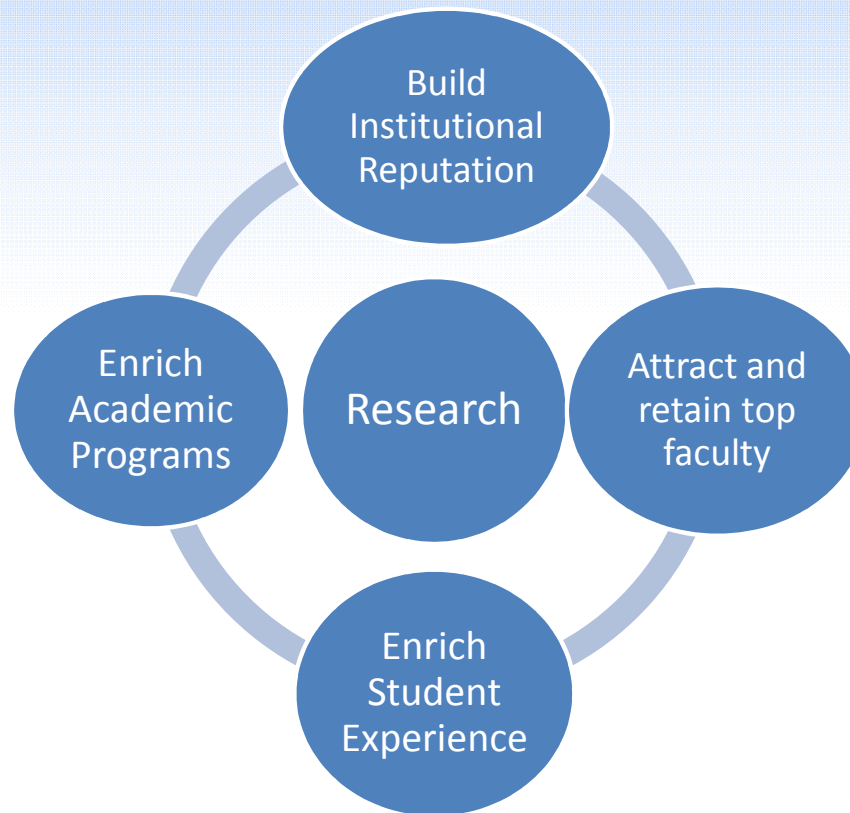 Build
Institutional
Reputation
Enrich
Academic
Programs
Research
Attract and
retain top
faculty
Enrich
Student
Experience